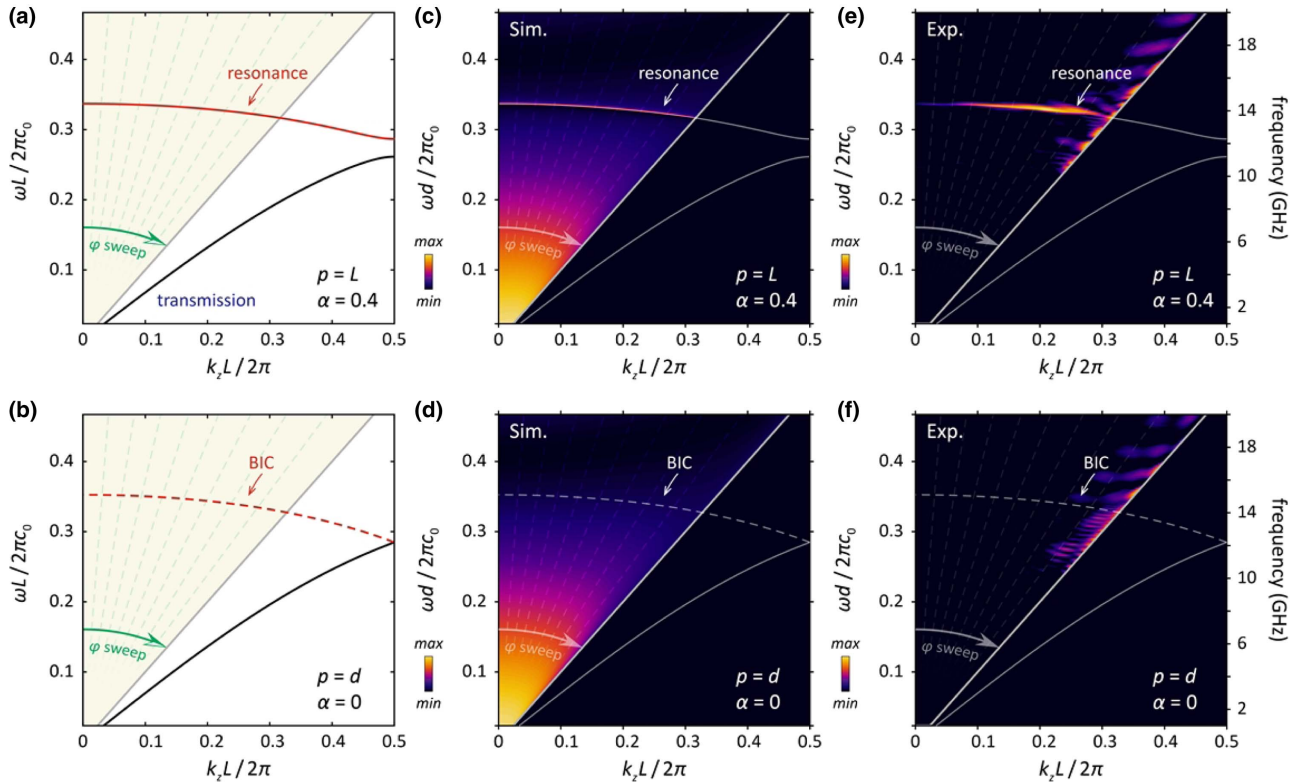 (a)
ωL / 2πc₀
0.4
0.3
0.2
0.1
resonance
φ sweep
transmission
p = L
α = 0.4
0
0.1
0.2
0.3
0.4
0.5
k_z L / 2π
(c)
Sim.
ωd / 2πc₀
0.4
0.3
0.2
0.1
resonance
φ sweep
max
min
p = L
α = 0.4
0
0.1
0.2
0.3
0.4
0.5
k_z L / 2π
(e)
Exp.
ωd / 2πc₀
0.4
0.3
0.2
0.1
resonance
φ sweep
max
min
p = L
α = 0.4
0
0.1
0.2
0.3
0.4
0.5
k_z L / 2π
18
14
10
6
2
frequency (GHz)
(b)
ωL / 2πc₀
0.4
0.3
0.2
0.1
BIC
φ sweep
p = d
α = 0
0
0.1
0.2
0.3
0.4
0.5
k_z L / 2π
(d)
Sim.
ωd / 2πc₀
0.4
0.3
0.2
0.1
BIC
φ sweep
max
min
p = d
α = 0
0
0.1
0.2
0.3
0.4
0.5
k_z L / 2π
(f)
Exp.
ωd / 2πc₀
0.4
0.3
0.2
0.1
BIC
φ sweep
max
min
p = d
α = 0
0
0.1
0.2
0.3
0.4
0.5
k_z L / 2π
18
14
10
6
2
frequency (GHz)